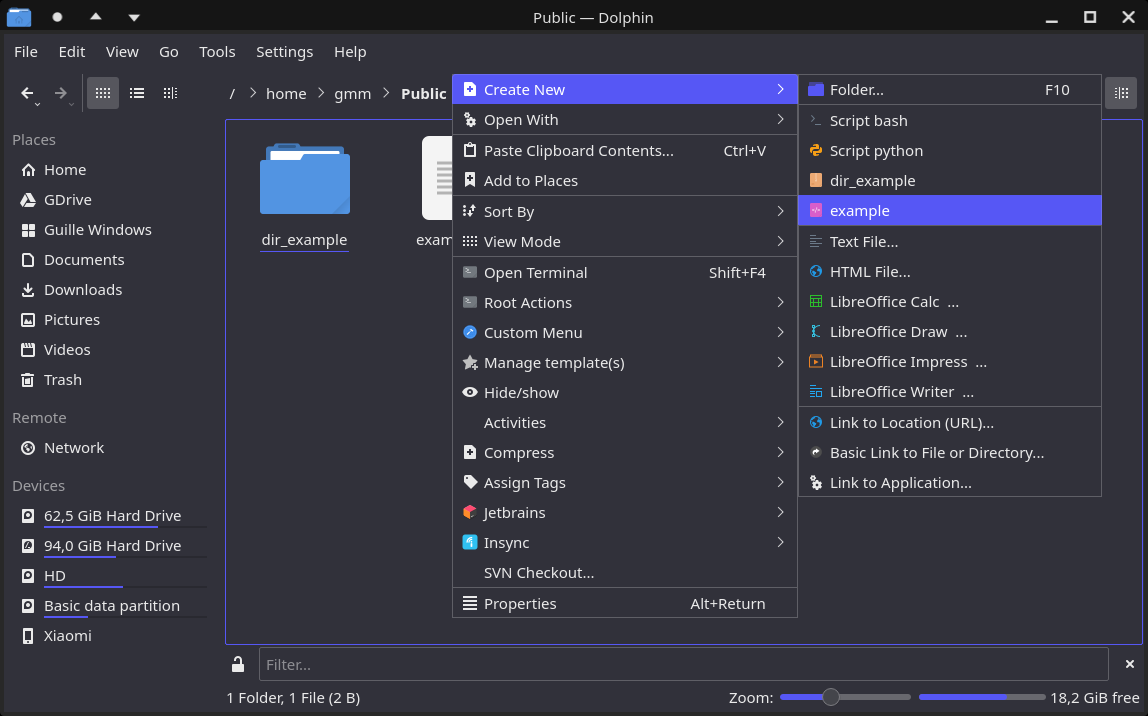 Public — Dolphin
File Edit View Go Tools Settings Help
/ home gmm Public
Places
Home
GDrive
Guille Windows
Documents
Downloads
Pictures
Videos
Trash
Remote
Network
Devices
62,5 GiB Hard Drive
94,0 GiB Hard Drive
HD
Basic data partition
Xiaomi
dir_example
exam
Create New
Open With
Paste Clipboard Contents... Ctrl+V
Add to Places
Sort By
View Mode
Open Terminal Shift+F4
Root Actions
Custom Menu
Manage template(s)
Hide/show
Activities
Compress
Assign Tags
Jetbrains
Insync
SVN Checkout...
Properties Alt+Return
Folder... F10
Script bash
Script python
dir_example
example
Text File...
HTML File...
LibreOffice Calc ...
LibreOffice Draw ...
LibreOffice Impress ...
LibreOffice Writer ...
Link to Location (URL)...
Basic Link to File or Directory...
Link to Application...
Filter...
1 Folder, 1 File (2 B)
Zoom:
18,2 GiB free